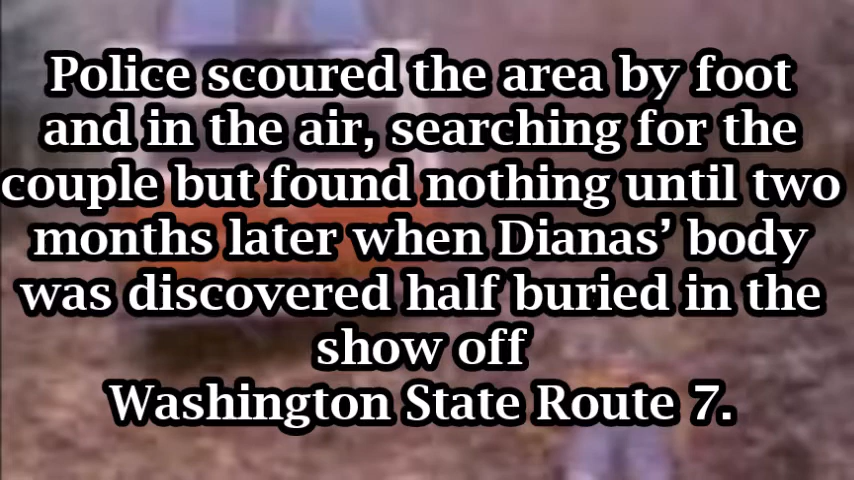 Police scoured the area by foot
and in the air, searching for the
couple but found nothing until two
months later when Dianas’ body
was discovered half buried in the
show off
Washington State Route 7.